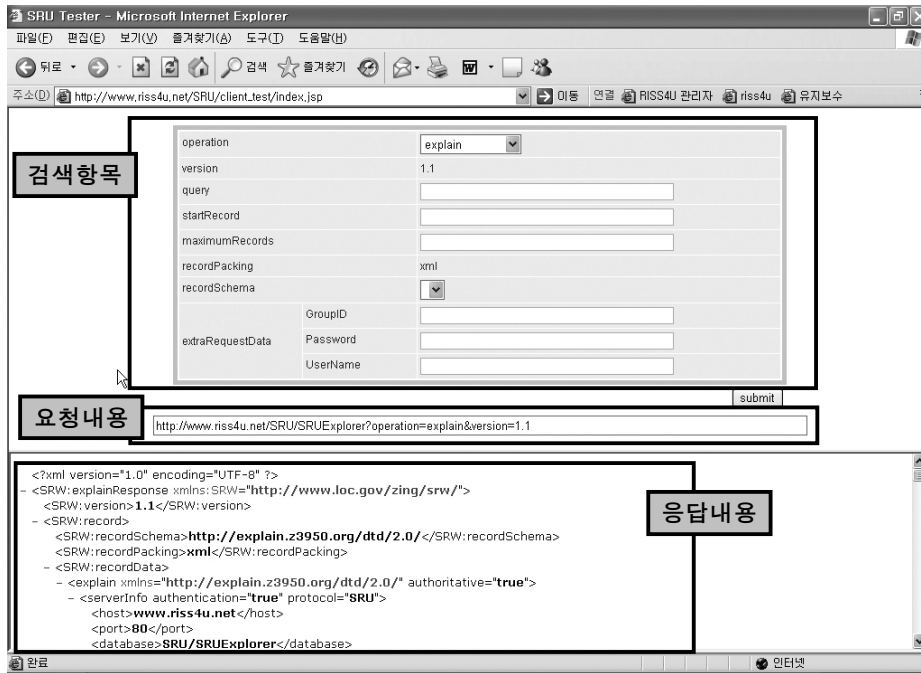 SRU Tester - Microsoft Internet Explorer
파일(F) 편집(E) 보기(V) 즐겨찾기(A) 도구(T) 도움말(H)
뒤로 검색 즐겨찾기
주소(D) http://www.riss4u.net/SRU/client_test/index.jsp 이동 연결 RISS4U 관리자 riss4u 유지보수
검색항목
operation explain
version 1.1
query
startRecord
maximumRecords
recordPacking xml
recordSchema
extraRequestData
GroupID
Password
UserName
submit
요청내용
http://www.riss4u.net/SRU/SRUExplorer?operation=explain&version=1.1
응답내용
<?xml version="1.0" encoding="UTF-8" ?>
- <SRW:explainResponse xmlns:SRW="http://www.loc.gov/zing/srw/">
<SRW:version>1.1</SRW:version>
- <SRW:record>
<SRW:recordSchema>http://explain.z3950.org/dtd/2.0/</SRW:recordSchema>
<SRW:recordPacking>xml</SRW:recordPacking>
- <SRW:recordData>
- <explain xmlns="http://explain.z3950.org/dtd/2.0/" authoritative="true">
- <serverInfo authentication="true" protocol="SRU">
<host>www.riss4u.net</host>
<port>80</port>
<database>SRU/SRUExplorer</database>
완료 인터넷